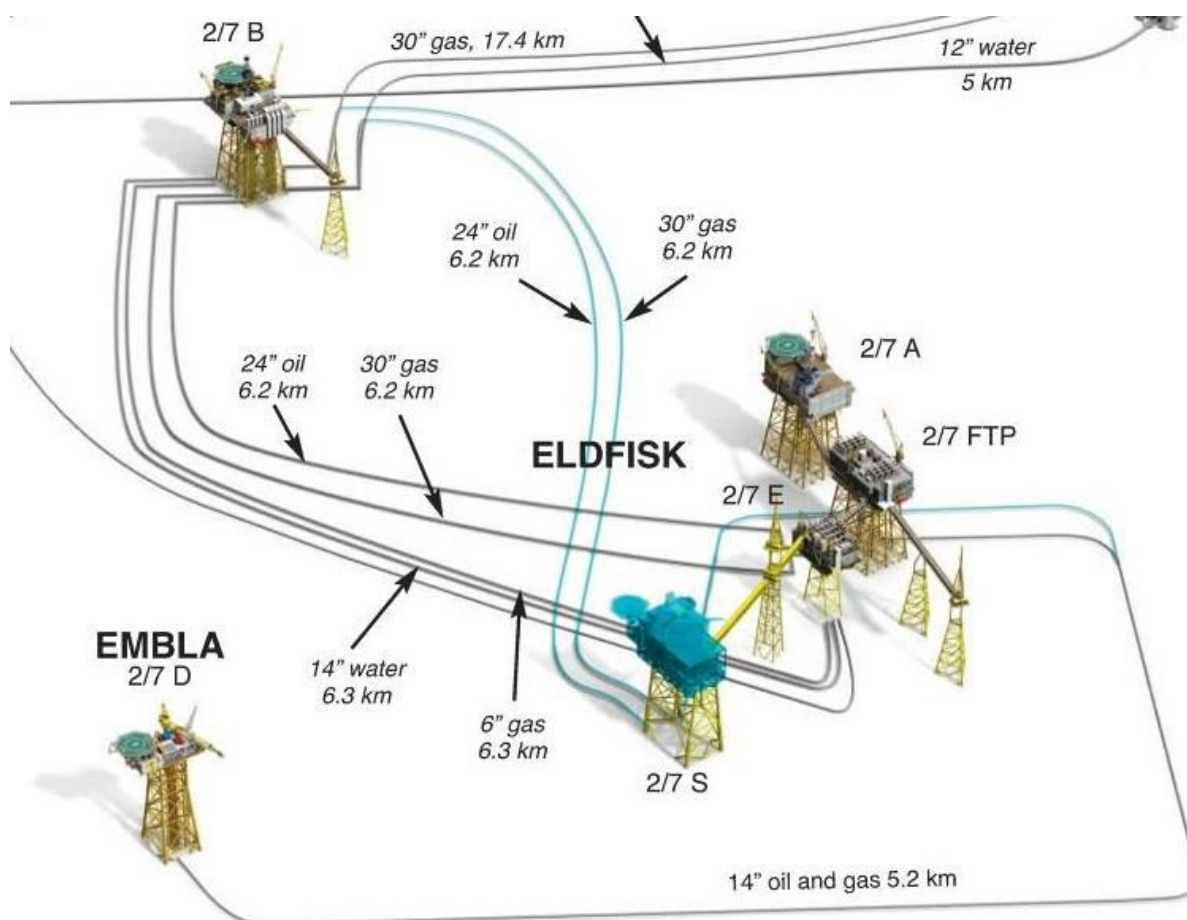 2/7 B
30” gas, 17.4 km
12” water
5 km
24” oil
6.2 km
30” gas
6.2 km
2/7 A
24” oil
6.2 km
30” gas
6.2 km
2/7 FTP
ELDFISK
2/7 E
EMBLA
2/7 D
14” water
6.3 km
6” gas
6.3 km
2/7 S
14” oil and gas 5.2 km